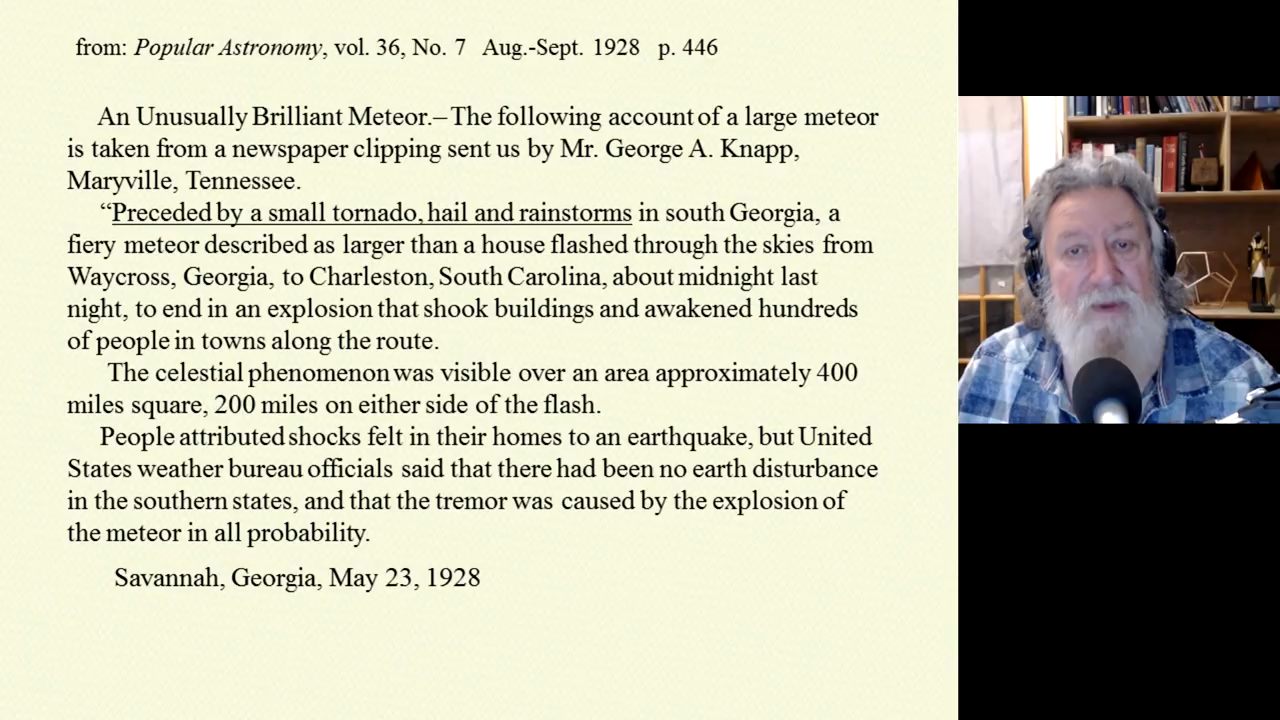 from: Popular Astronomy, vol. 36, No. 7 Aug.-Sept. 1928 p. 446
An Unusually Brilliant Meteor.– The following account of a large meteor
is taken from a newspaper clipping sent us by Mr. George A. Knapp,
Maryville, Tennessee.
“Preceded by a small tornado, hail and rainstorms in south Georgia, a
fiery meteor described as larger than a house flashed through the skies from
Waycross, Georgia, to Charleston, South Carolina, about midnight last
night, to end in an explosion that shook buildings and awakened hundreds
of people in towns along the route.
The celestial phenomenon was visible over an area approximately 400
miles square, 200 miles on either side of the flash.
People attributed shocks felt in their homes to an earthquake, but United
States weather bureau officials said that there had been no earth disturbance
in the southern states, and that the tremor was caused by the explosion of
the meteor in all probability.
Savannah, Georgia, May 23, 1928